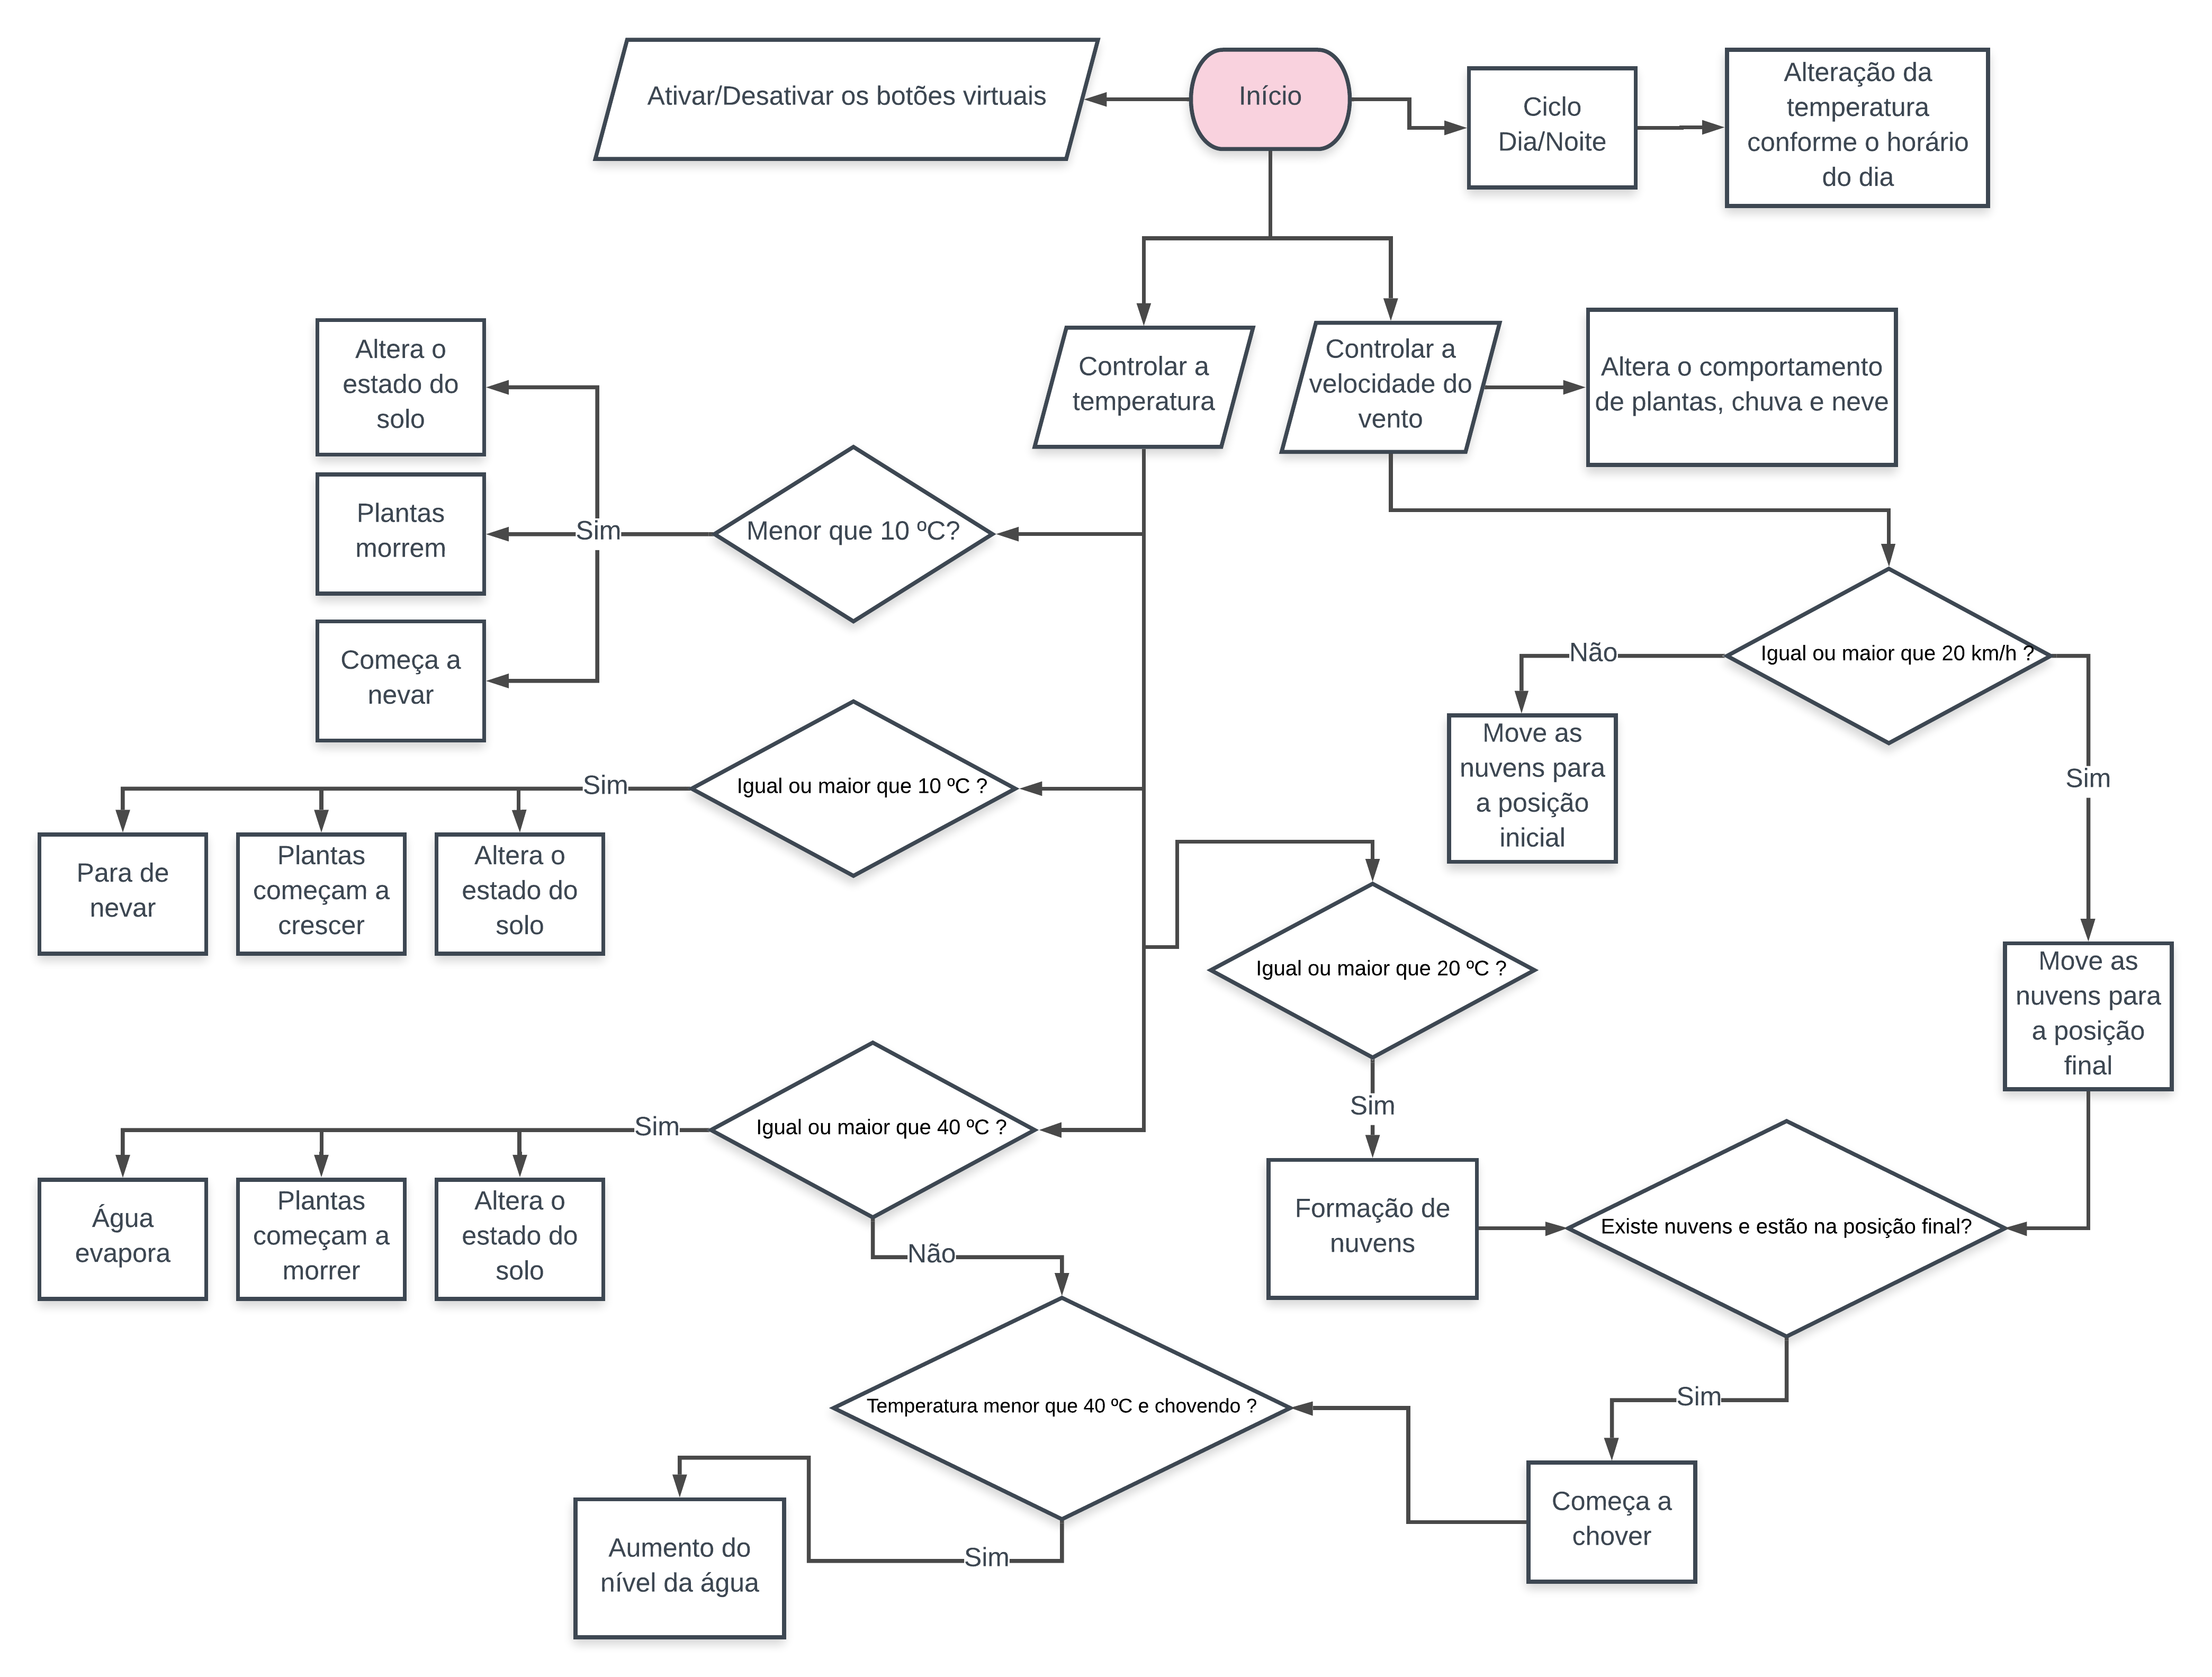 Ativar/Desativar os botões virtuais
Início
Ciclo
Dia/Noite
Alteração da
temperatura
conforme o horário
do dia
Controlar a
temperatura
Controlar a
velocidade do
vento
Altera o comportamento
de plantas, chuva e neve
Altera o
estado do
solo
Plantas
morrem
Começa a
nevar
Sim
Menor que 10 ºC?
Igual ou maior que 20 km/h ?
Não
Sim
Move as
nuvens para
a posição
inicial
Sim
Igual ou maior que 10 ºC ?
Para de
nevar
Plantas
começam a
crescer
Altera o
estado do
solo
Igual ou maior que 20 ºC ?
Sim
Move as
nuvens para
a posição
final
Sim
Igual ou maior que 40 ºC ?
Água
evapora
Plantas
começam a
morrer
Altera o
estado do
solo
Não
Formação de
nuvens
Existe nuvens e estão na posição final?
Sim
Temperatura menor que 40 ºC e chovendo ?
Começa a
chover
Sim
Aumento do
nível da água